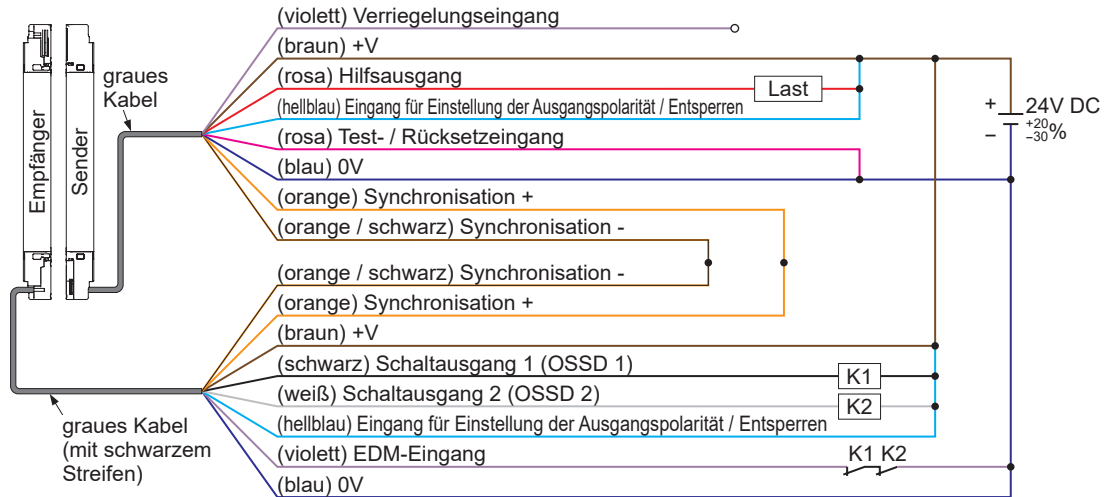 (violett) Verriegelungseingang
(braun) +V
(rosa) Hilfsausgang
Last
(hellblau) Eingang für Einstellung der Ausgangspolarität / Entsperren
(rosa) Test- / Rücksetzeingang
(blau) 0V
(orange) Synchronisation +
(orange / schwarz) Synchronisation -
graues
Kabel
Empfänger
Sender
+ 24V DC
– +20 –30 %
(orange / schwarz) Synchronisation -
(orange) Synchronisation +
(braun) +V
(schwarz) Schaltausgang 1 (OSSD 1)
K1
(weiß) Schaltausgang 2 (OSSD 2)
K2
(hellblau) Eingang für Einstellung der Ausgangspolarität / Entsperren
(violett) EDM-Eingang
K1 K2
(blau) 0V
graues Kabel
(mit schwarzem
Streifen)